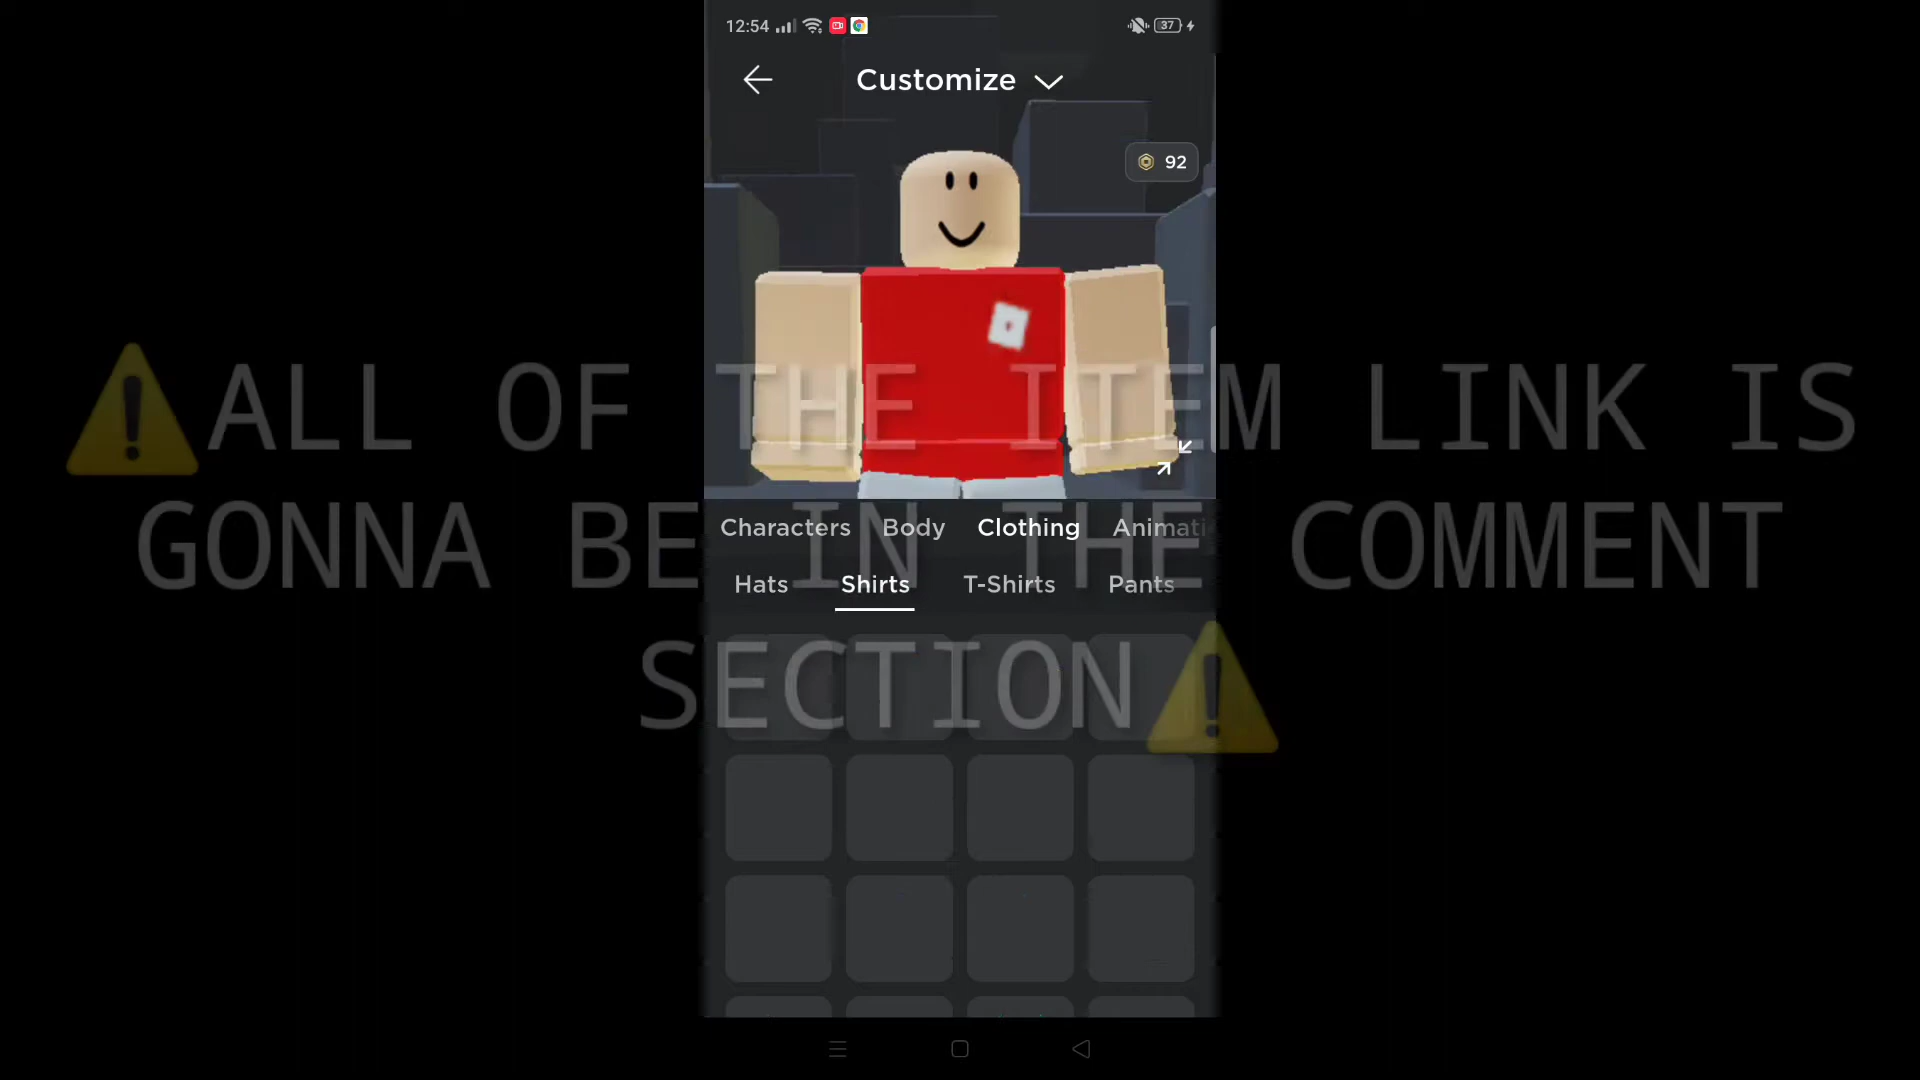 12:54
37
Customize
92
⚠ALL OF THE ITEM LINK IS
GONNA BE IN THE COMMENT
SECTION⚠
Characters Body Clothing Animati
Hats Shirts T-Shirts Pants